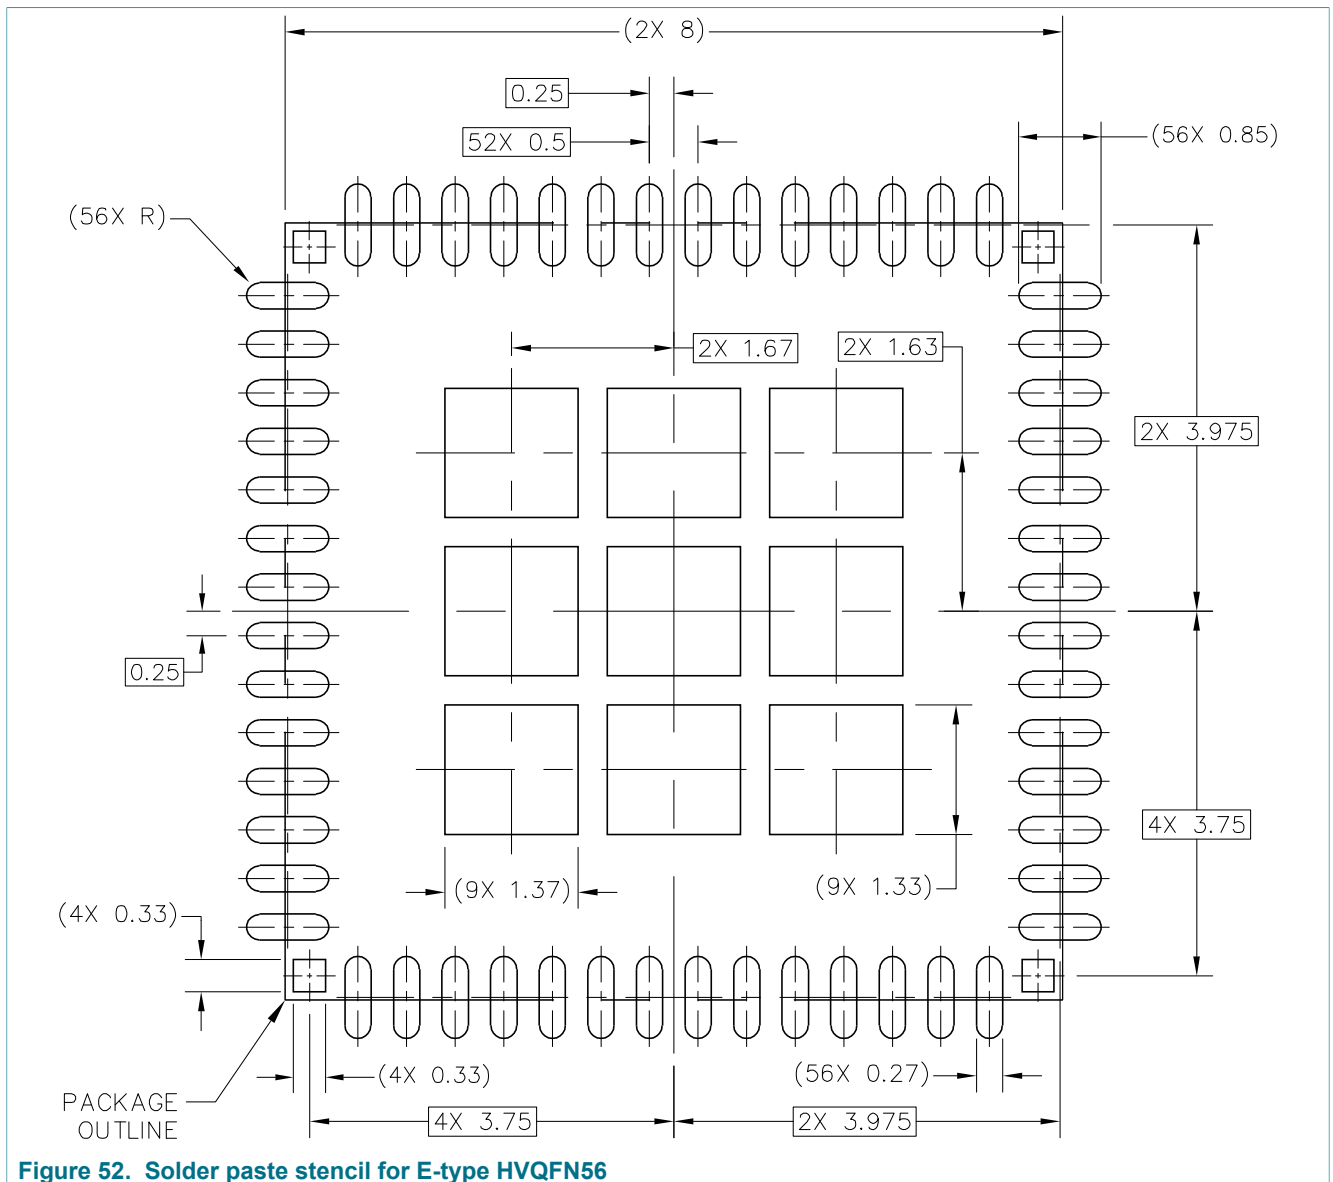 (2X 8)
0.25
52X 0.5
(56X 0.85)
(56X R)
2X 1.67
2X 1.63
2X 3.975
0.25
4X 3.75
(9X 1.37)
(9X 1.33)
(4X 0.33)
(4X 0.33)
(56X 0.27)
PACKAGE
OUTLINE
4X 3.75
2X 3.975
Figure 52. Solder paste stencil for E-type HVQFN56